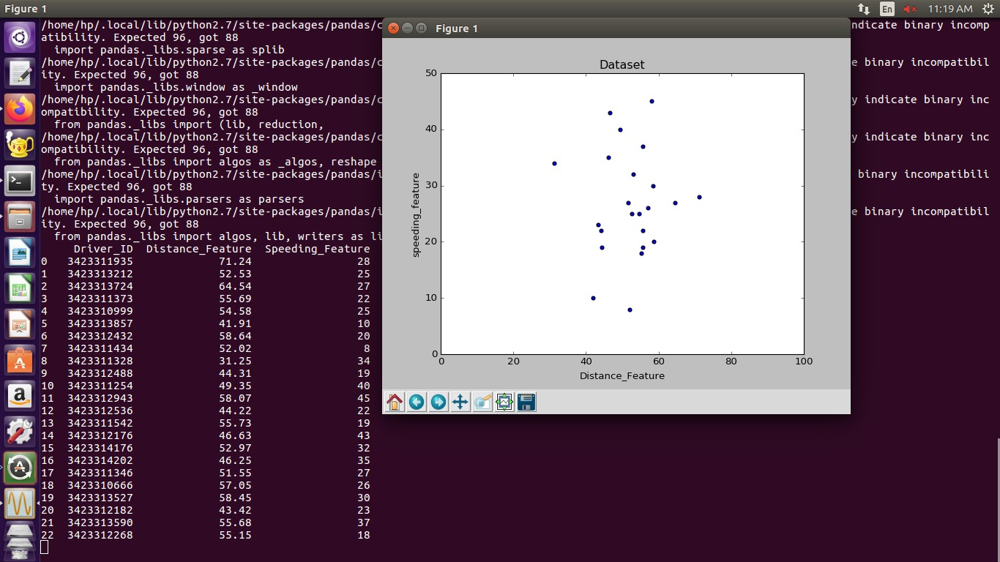 Figure 1
En
11:19 AM
/home/hp/.local/lib/python2.7/site-packages/pandas/c
ndicate binary incomp
atibility. Expected 96, got 88
import pandas._libs.sparse as splib
/home/hp/.local/lib/python2.7/site-packages/pandas/c
e binary incompatibil
ity. Expected 96, got 88
import pandas._libs.window as _window
/home/hp/.local/lib/python2.7/site-packages/pandas/c
y indicate binary inc
ompatibility. Expected 96, got 88
from pandas._libs import (lib, reduction,
/home/hp/.local/lib/python2.7/site-packages/pandas/c
y indicate binary inc
ompatibility. Expected 96, got 88
from pandas._libs import algos as _algos, reshape
/home/hp/.local/lib/python2.7/site-packages/pandas/i
binary incompatibili
ty. Expected 96, got 88
import pandas._libs.parsers as parsers
/home/hp/.local/lib/python2.7/site-packages/pandas/i
e binary incompatibil
ity. Expected 96, got 88
from pandas._libs import algos, lib, writers as li
Driver_ID Distance_Feature Speeding_Feature
0 3423311935 71.24 28
1 3423313212 52.53 25
2 3423313724 64.54 27
3 3423311373 55.69 22
4 3423310999 54.58 25
5 3423313857 41.91 10
6 3423312432 58.64 20
7 3423311434 52.02 8
8 3423311328 31.25 34
9 3423312488 44.31 19
10 3423311254 49.35 40
11 3423312943 58.07 45
12 3423312536 44.22 22
13 3423311542 55.73 19
14 3423312176 46.63 43
15 3423314176 52.97 32
16 3423314202 46.25 35
17 3423311346 51.55 27
18 3423310666 57.05 26
19 3423313527 58.45 30
20 3423312182 43.42 23
21 3423313590 55.68 37
22 3423312268 55.15 18
Figure 1
Dataset
50
40
30
20
10
0
speeding_feature
0 20 40 60 80 100
Distance_Feature